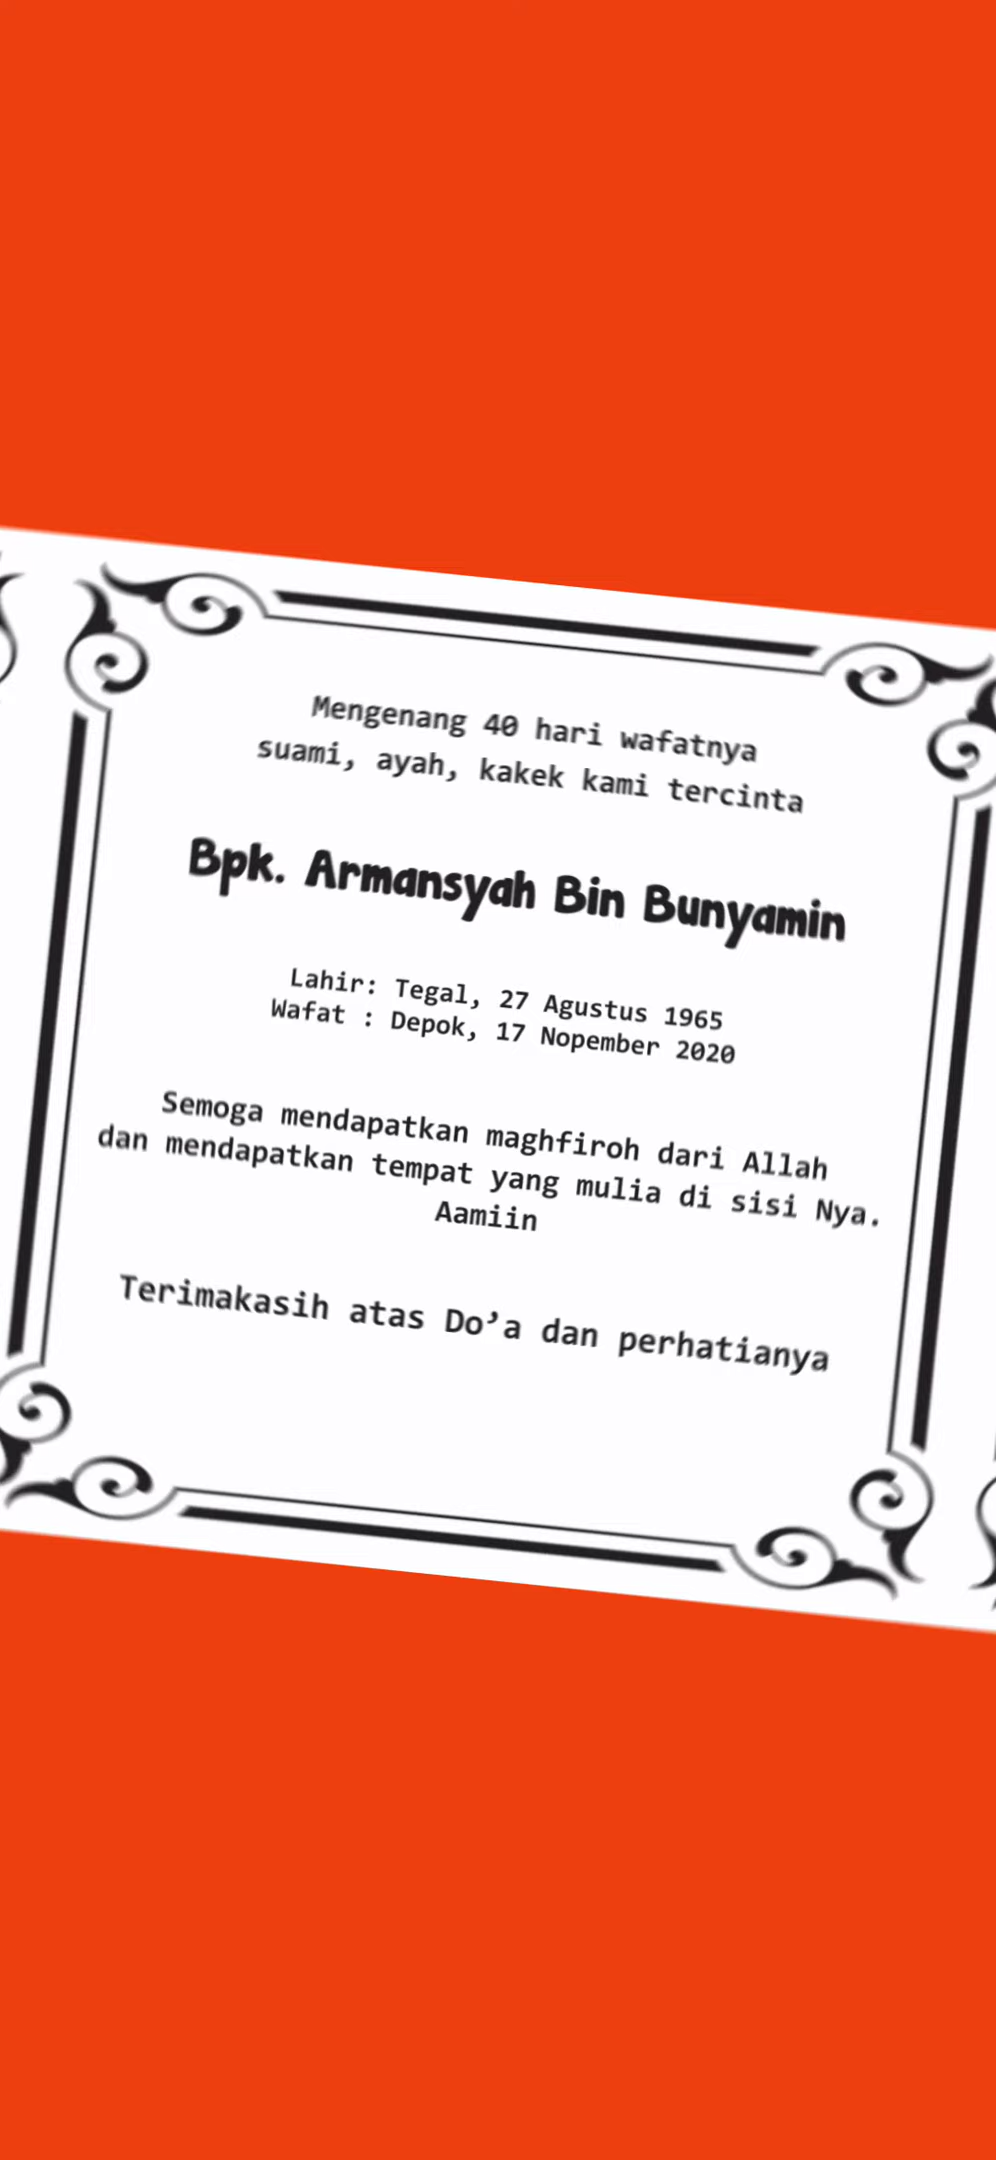 Mengenang 40 hari wafatnya
suami, ayah, kakek kami tercinta
Bpk. Armansyah Bin Bunyamin
Lahir: Tegal, 27 Agustus 1965
Wafat : Depok, 17 Nopember 2020
Semoga mendapatkan maghfiroh dari Allah
dan mendapatkan tempat yang mulia di sisi Nya.
Aamiin
Terimakasih atas Do’a dan perhatianya